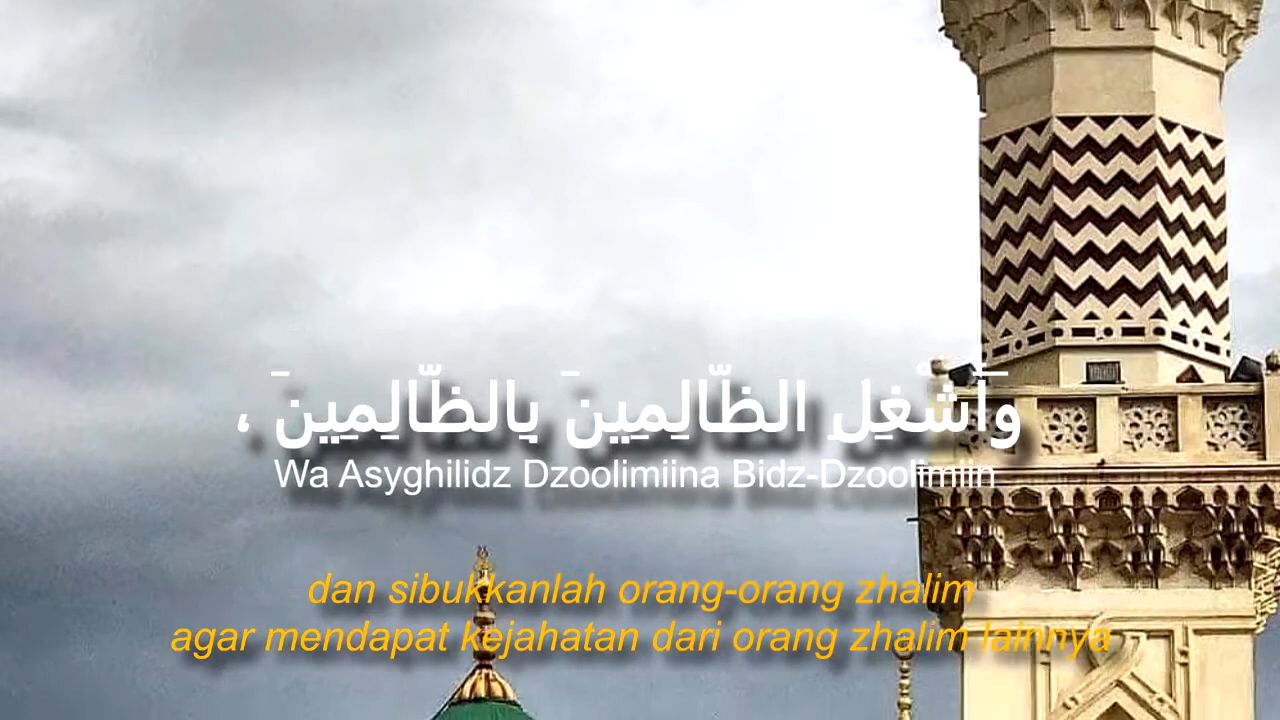 وَأَشْغِلِ الظَّالِمِينَ بِالظَّالِمِينَ ،
Wa Asyghilidz Dzoolimiina Bidz-Dzoolimiin
dan sibukkanlah orang-orang zhalim
agar mendapat kejahatan dari orang zhalim lainnya